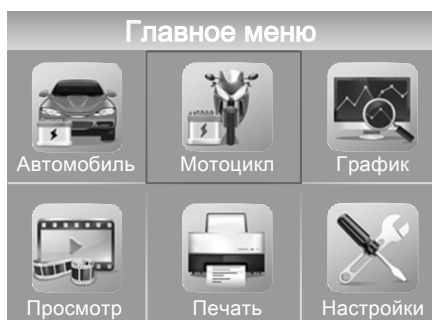 Главное меню
Автомобиль Мотоцикл График
Просмотр Печать Настройки